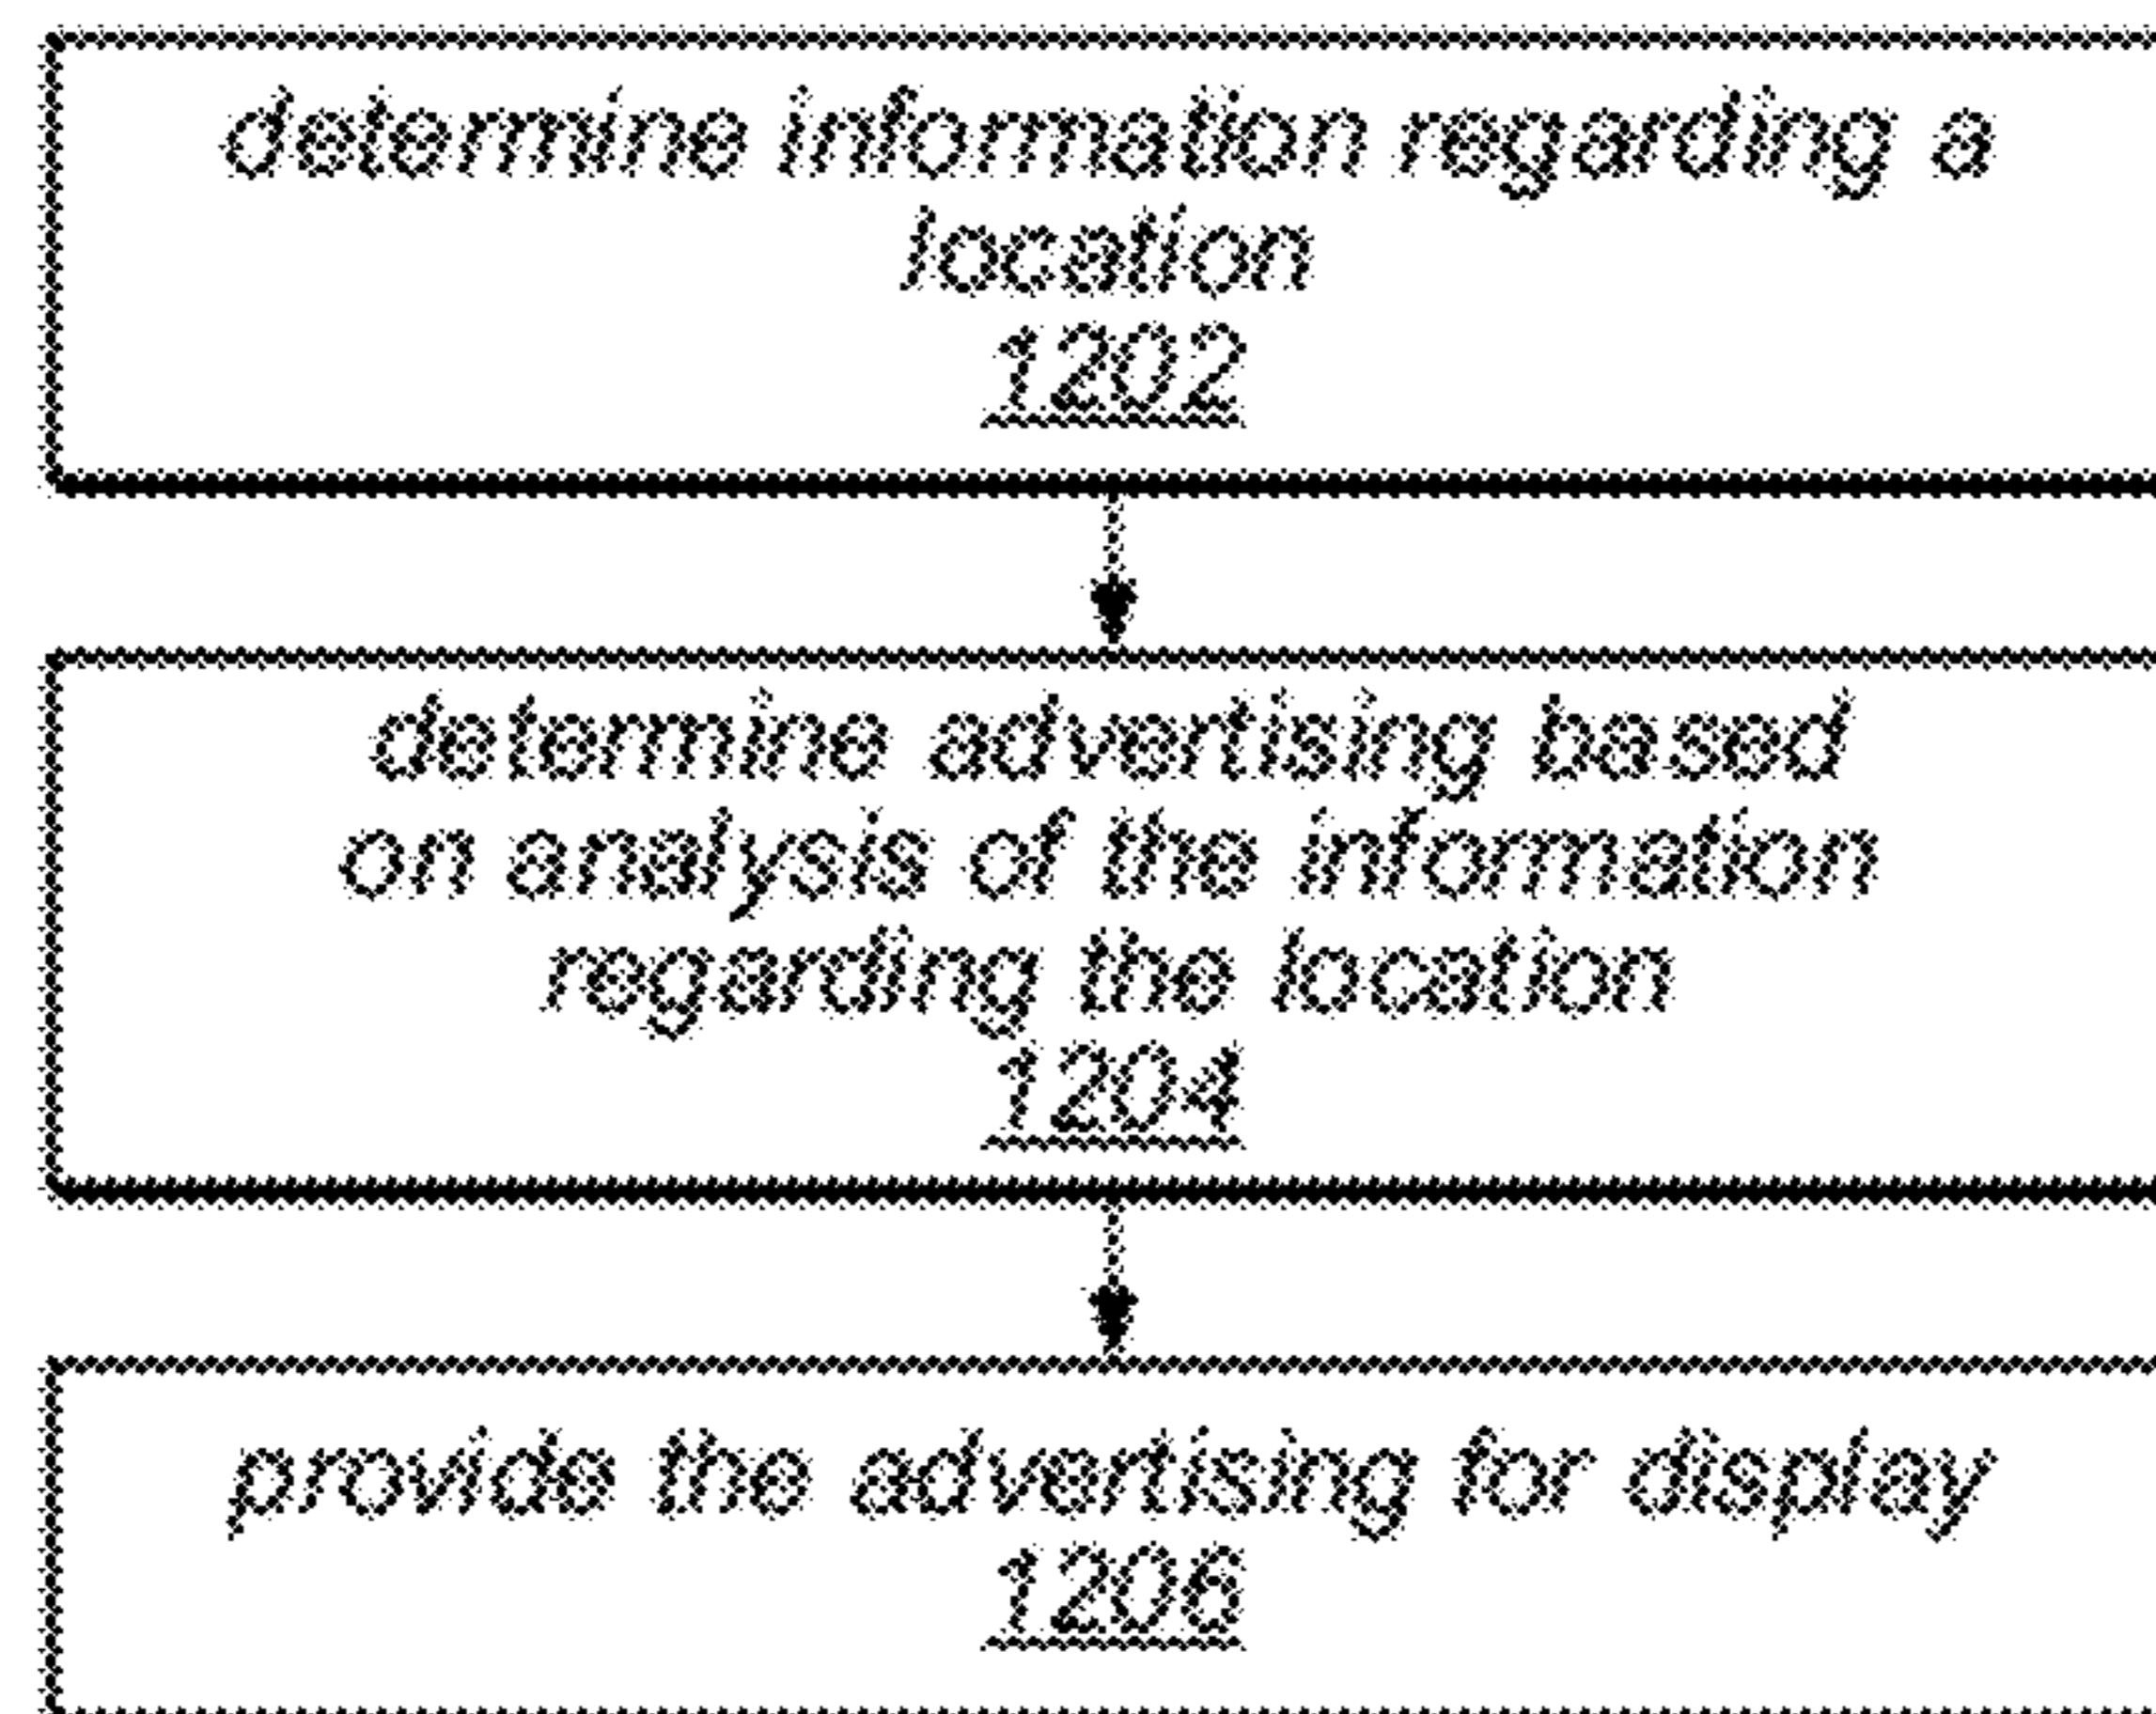 determine information regarding a
location
1202
determine advertising based
on analysis of the information
regarding the location
1204
provide the advertising for display
1206